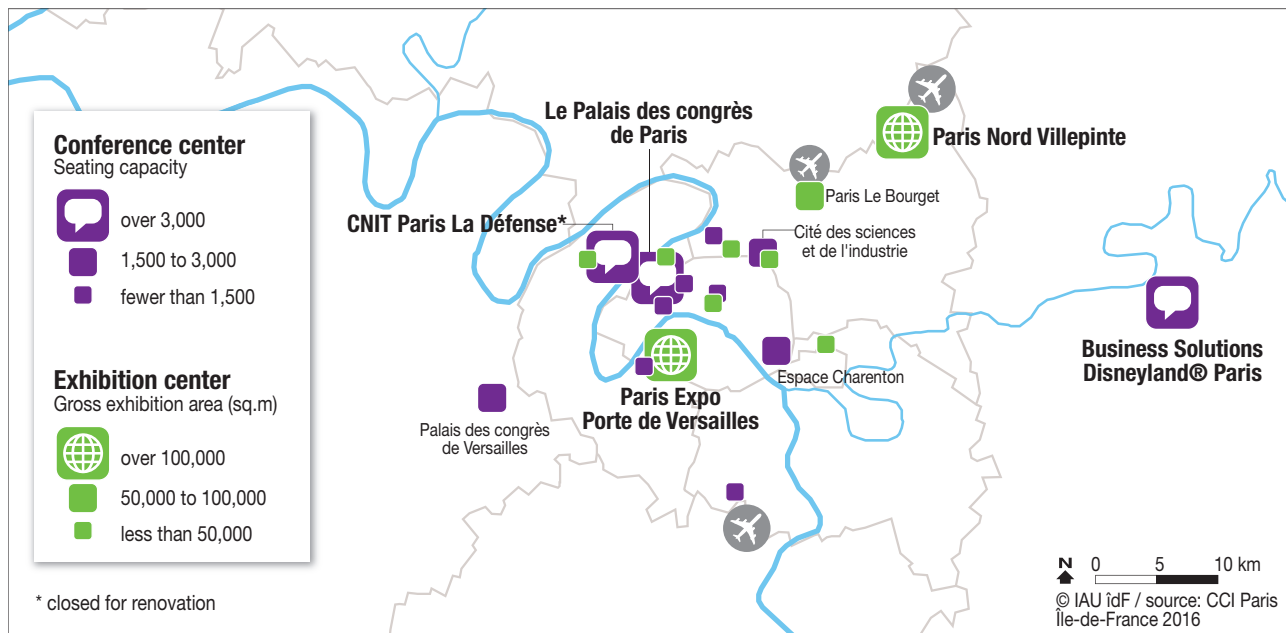 Conference center
Seating capacity
over 3,000
1,500 to 3,000
fewer than 1,500
Exhibition center
Gross exhibition area (sq.m)
over 100,000
50,000 to 100,000
less than 50,000
* closed for renovation
Le Palais des congrès
de Paris
CNIT Paris La Défense*
Paris Nord Villepinte
Paris Le Bourget
Cité des sciences
et de l'industrie
Business Solutions
Disneyland® Paris
Espace Charenton
Paris Expo
Porte de Versailles
Palais des congrès
de Versailles
N
0 5 10 km
© IAU îdF / source: CCI Paris
Île-de-France 2016